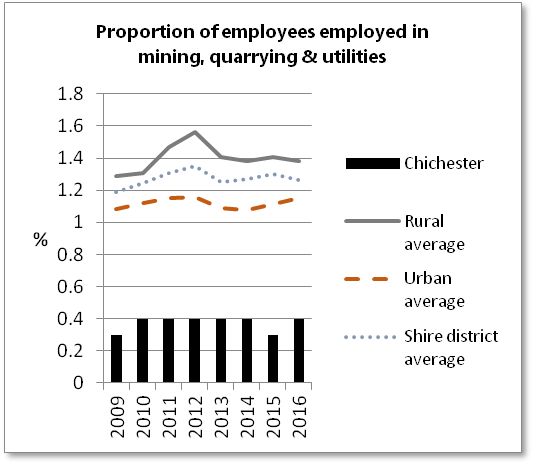 Proportion of employees employed in
mining, quarrying & utilities
1.8
1.6
1.4
1.2
1
0.8
0.6
0.4
0.2
0
%
2009
2010
2011
2012
2013
2014
2015
2016
Chichester
Rural
average
Urban
average
Shire district
average